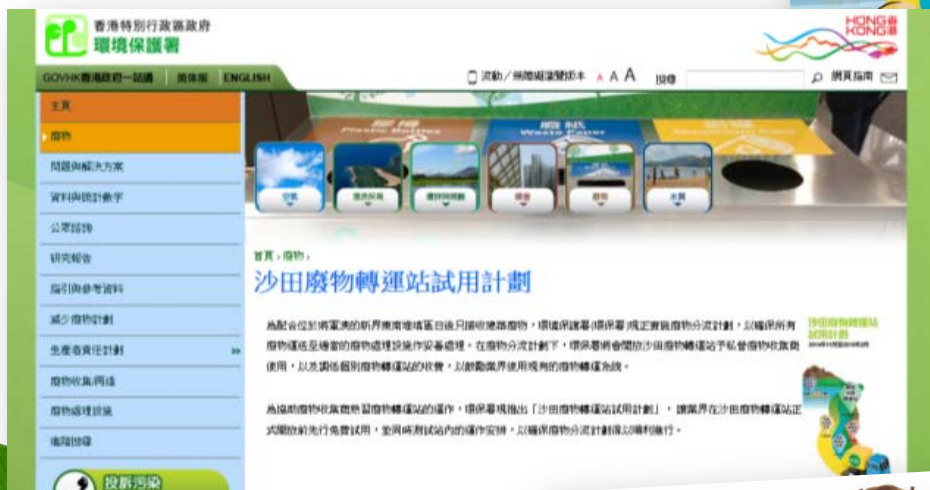 香港特別行政區政府
環境保護署
HONG
KONG
GOVHK香港政府一站通 简体版 ENGLISH 流動/無障礙瀏覽版本 A A A 搜尋 網頁指南
主頁
廢物
問題與解決方案
資料與統計數字
公眾諮詢
研究報告
指引與參考資料
減少廢物計劃
生產者責任計劃
廢物收集/再造
廢物處理設施
進階搜尋
投訴污染
Plastic Bottles
廢紙
Waste Paper
空氣
環境保育
噪音
廢物
水質
首頁 › 廢物 ›
沙田廢物轉運站試用計劃
為配合位於將軍澳的新界東南堆填區日後只接收建築廢物，環境保護署(環保署)現正實施廢物分流計劃，以確保所有
廢物運送至適當的廢物處理設施作妥善處理。在廢物分流計劃下，環保署將會開放沙田廢物轉運站予私營廢物收集商
使用，以及調低個別廢物轉運站的收費，以鼓勵業界使用現有的廢物轉運系統。
為協助廢物收集商熟習廢物轉運站的運作，環保署現推出「沙田廢物轉運站試用計劃」，讓業界在沙田廢物轉運站正
式開放前先行免費試用，並同時測試站內的運作安排，以確保廢物分流計劃得以順利進行。
沙田廢物轉運站
試用計劃